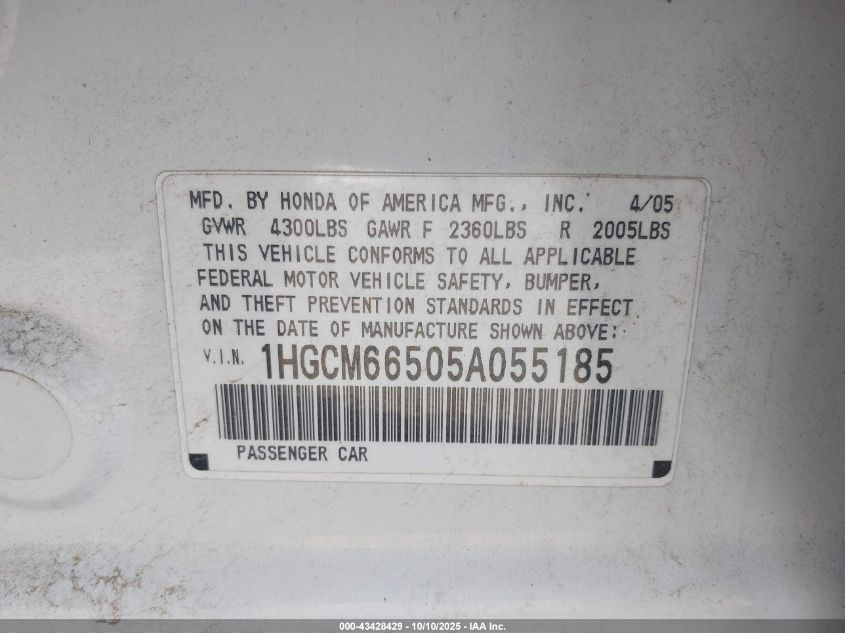 MFD. BY HONDA OF AMERICA MFG., INC. 4/05
GVWR 4300LBS GAWR F 2360LBS R 2005LBS
THIS VEHICLE CONFORMS TO ALL APPLICABLE
FEDERAL MOTOR VEHICLE SAFETY, BUMPER,
AND THEFT PREVENTION STANDARDS IN EFFECT
ON THE DATE OF MANUFACTURE SHOWN ABOVE:
V.I.N. 1HGCM66505A055185
PASSENGER CAR
000-43428429 - 10/10/2025 - IAA Inc.